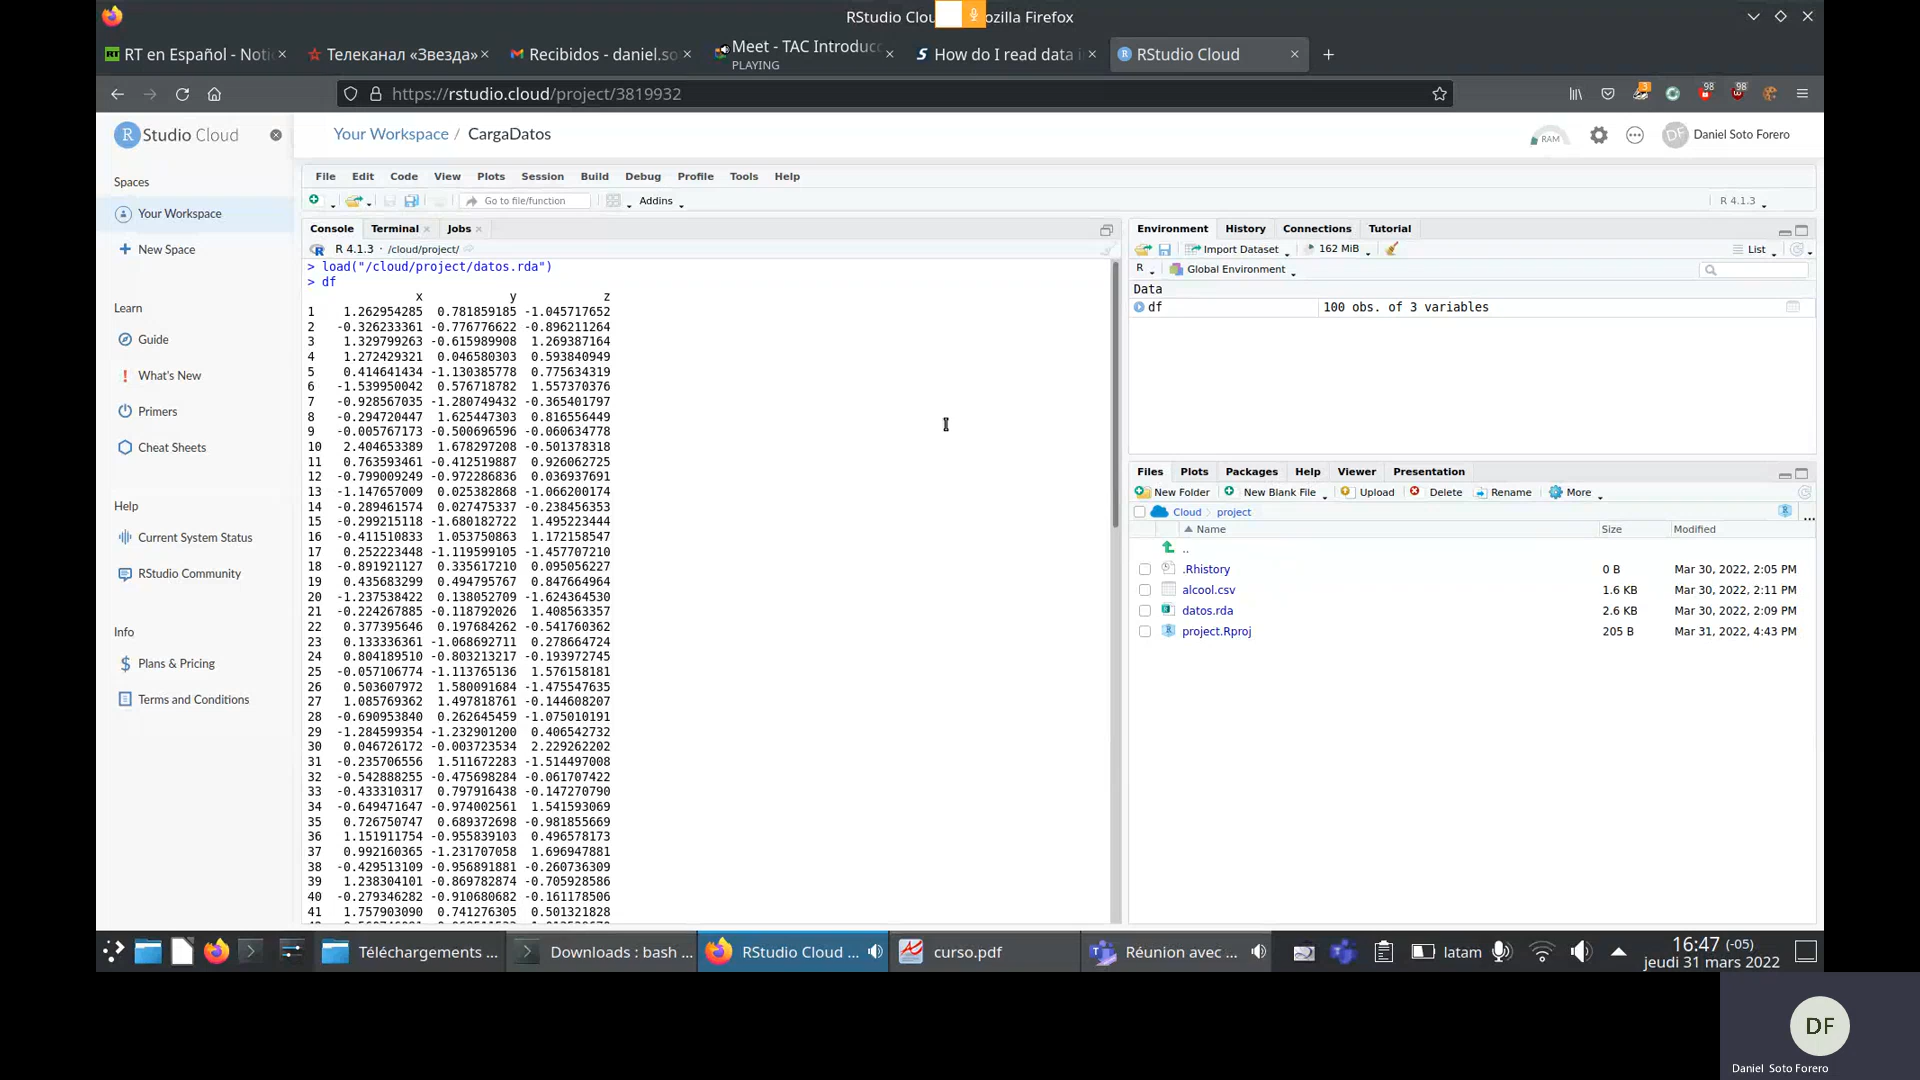 RStudio Clou ozilla Firefox
RT en Español - Noti
Телеканал «Звезда»
Recibidos - daniel.so
Meet - TAC Introduc
PLAYING
How do I read data i
RStudio Cloud
https://rstudio.cloud/project/3819932
3
98
98
R Studio Cloud
Your Workspace / CargaDatos
RAM
DF Daniel Soto Forero
Spaces
Your Workspace
New Space
Learn
Guide
What's New
Primers
Cheat Sheets
Help
Current System Status
RStudio Community
Info
Plans & Pricing
Terms and Conditions
File Edit Code View Plots Session Build Debug Profile Tools Help
Go to file/function
Addins
R 4.1.3
Console Terminal Jobs
R 4.1.3 · /cloud/project/
> load("/cloud/project/datos.rda")
> df
x y z
1 1.262954285 0.781859185 -1.045717652
2 -0.326233361 -0.776776622 -0.896211264
3 1.329799263 -0.615989908 1.269387164
4 1.272429321 0.046580303 0.593840949
5 0.414641434 -1.130385778 0.775634319
6 -1.539950042 0.576718782 1.557370376
7 -0.928567035 -1.280749432 -0.365401797
8 -0.294720447 1.625447303 0.816556449
9 -0.005767173 -0.500696596 -0.060634778
10 2.404653389 1.678297208 -0.501378318
11 0.763593461 -0.412519887 0.926062725
12 -0.799009249 -0.972286836 0.036937691
13 -1.147657009 0.025382868 -1.066200174
14 -0.289461574 0.027475337 -0.238456353
15 -0.299215118 -1.680182722 1.495223444
16 -0.411510833 1.053750863 1.172158547
17 0.252223448 -1.119599105 -1.457707210
18 -0.891921127 0.335617210 0.095056227
19 0.435683299 0.494795767 0.847664964
20 -1.237538422 0.138052709 -1.624364530
21 -0.224267885 -0.118792026 1.408563357
22 0.377395646 0.197684262 -0.541760362
23 0.133336361 -1.068692711 0.278664724
24 0.804189510 -0.803213217 -0.193972745
25 -0.057106774 -1.113765136 1.576158181
26 0.503607972 1.580091684 -1.475547635
27 1.085769362 1.497818761 -0.144608207
28 -0.690953840 0.262645459 -1.075010191
29 -1.284599354 -1.232901200 0.406542732
30 0.046726172 -0.003723534 2.229262202
31 -0.235706556 1.511672283 -1.514497008
32 -0.542888255 -0.475698284 -0.061707422
33 -0.433310317 0.797916438 -0.147270790
34 -0.649471647 -0.974002561 1.541593069
35 0.726750747 0.689372698 -0.981855669
36 1.151911754 -0.955839103 0.496578173
37 0.992160365 -1.231707058 1.696947881
38 -0.429513109 -0.956891881 -0.260736309
39 1.238304101 -0.869782874 -0.705928586
40 -0.279346282 -0.910680682 -0.161178506
41 1.757903090 0.741276305 0.501321828
Environment History Connections Tutorial
Import Dataset
162 MiB
List
R
Global Environment
Data
df 100 obs. of 3 variables
Files Plots Packages Help Viewer Presentation
New Folder New Blank File Upload Delete Rename More
Cloud project
Name Size Modified
..
.Rhistory 0 B Mar 30, 2022, 2:05 PM
alcool.csv 1.6 KB Mar 30, 2022, 2:11 PM
datos.rda 2.6 KB Mar 30, 2022, 2:09 PM
project.Rproj 205 B Mar 31, 2022, 4:43 PM
Téléchargements ...
Downloads : bash ...
RStudio Cloud ...
curso.pdf
Réunion avec ...
latam
16:47 (-05)
jeudi 31 mars 2022
DF
Daniel Soto Forero